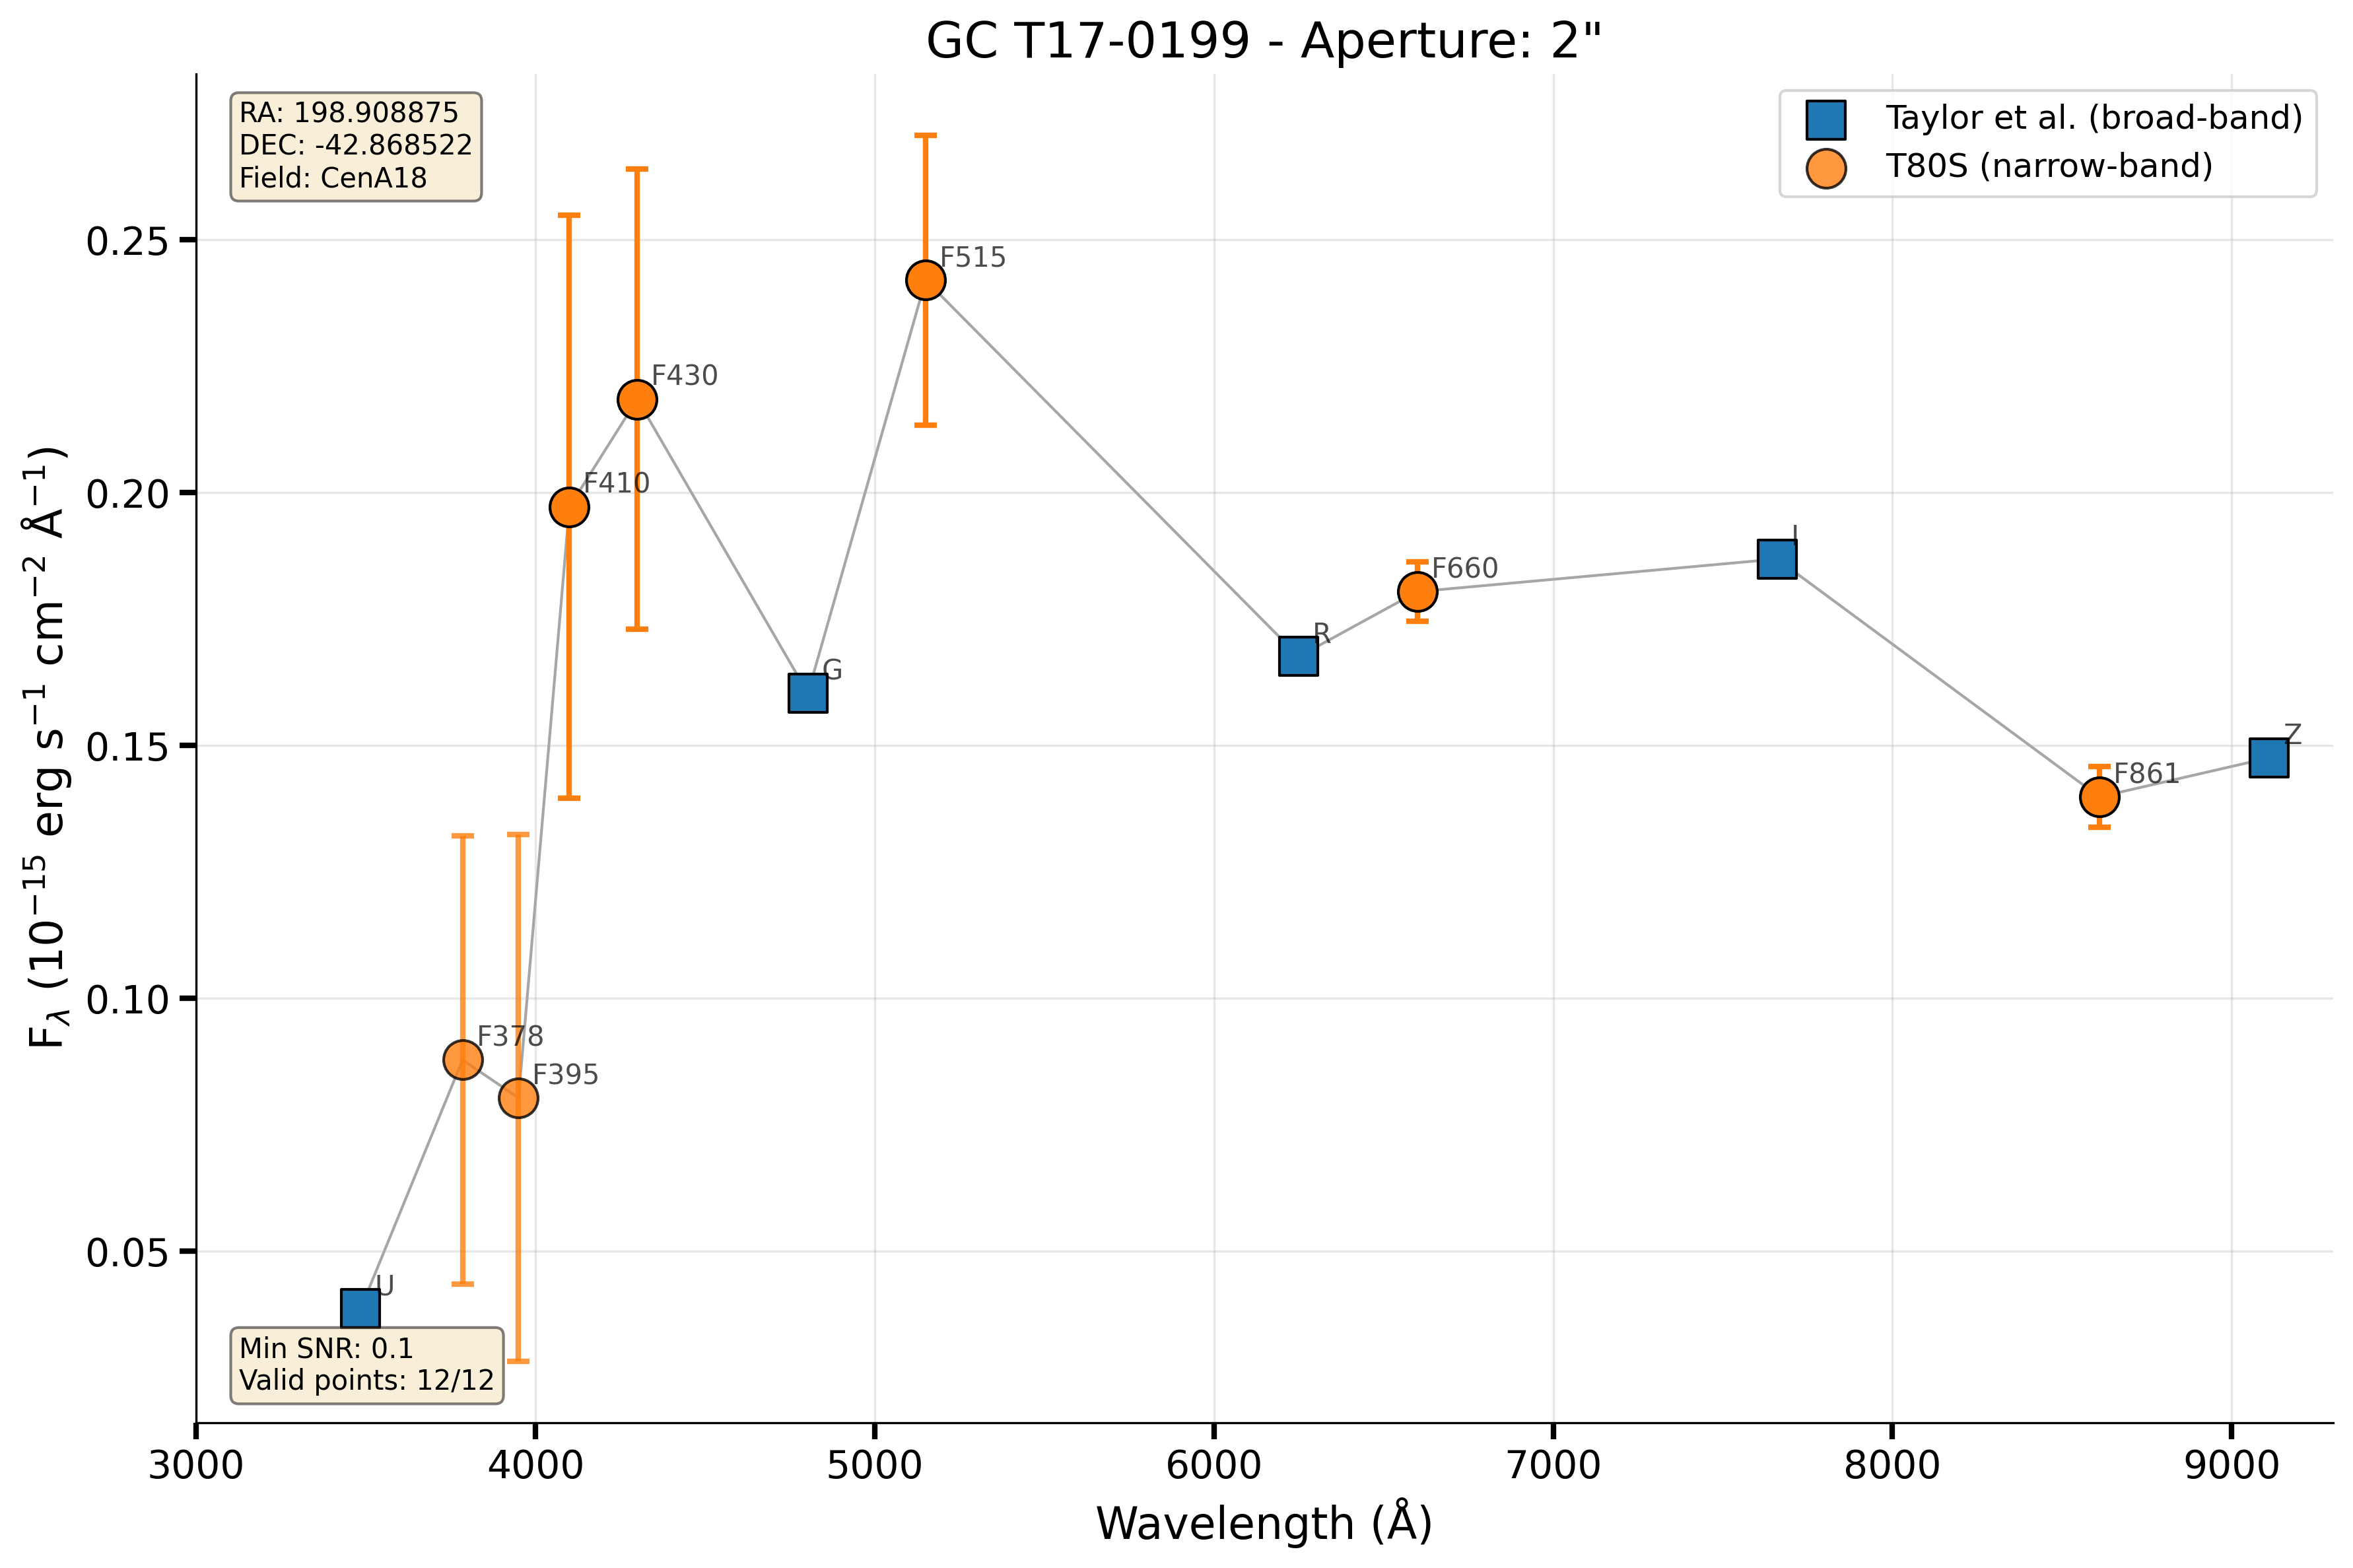 GC T17-0199 - Aperture: 2"
RA: 198.908875
DEC: -42.868522
Field: CenA18
Taylor et al. (broad-band)
T80S (narrow-band)
F515
F430
F410
G
R
F660
I
F861
Z
F378
F395
U
Min SNR: 0.1
Valid points: 12/12
0.25
0.20
0.15
0.10
0.05
F$_{\lambda}$ (10$^{-15}$ erg s$^{-1}$ cm$^{-2}$ Å$^{-1}$)
3000 4000 5000 6000 7000 8000 9000
Wavelength (Å)